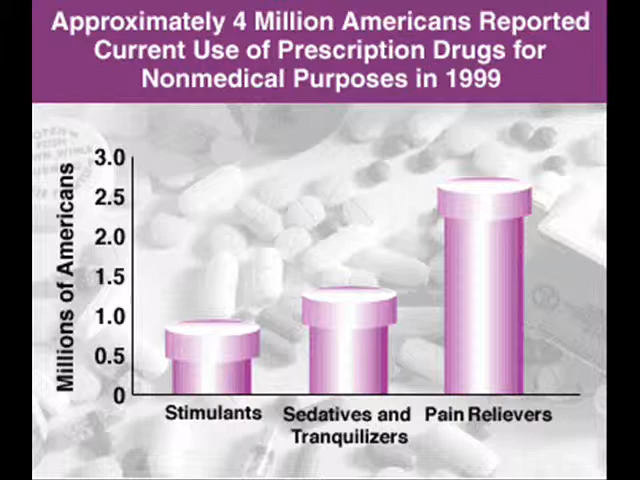 Approximately 4 Million Americans Reported
Current Use of Prescription Drugs for
Nonmedical Purposes in 1999
Millions of Americans
3.0
2.5
2.0
1.5
1.0
0.5
0
Stimulants
Sedatives and
Tranquilizers
Pain Relievers